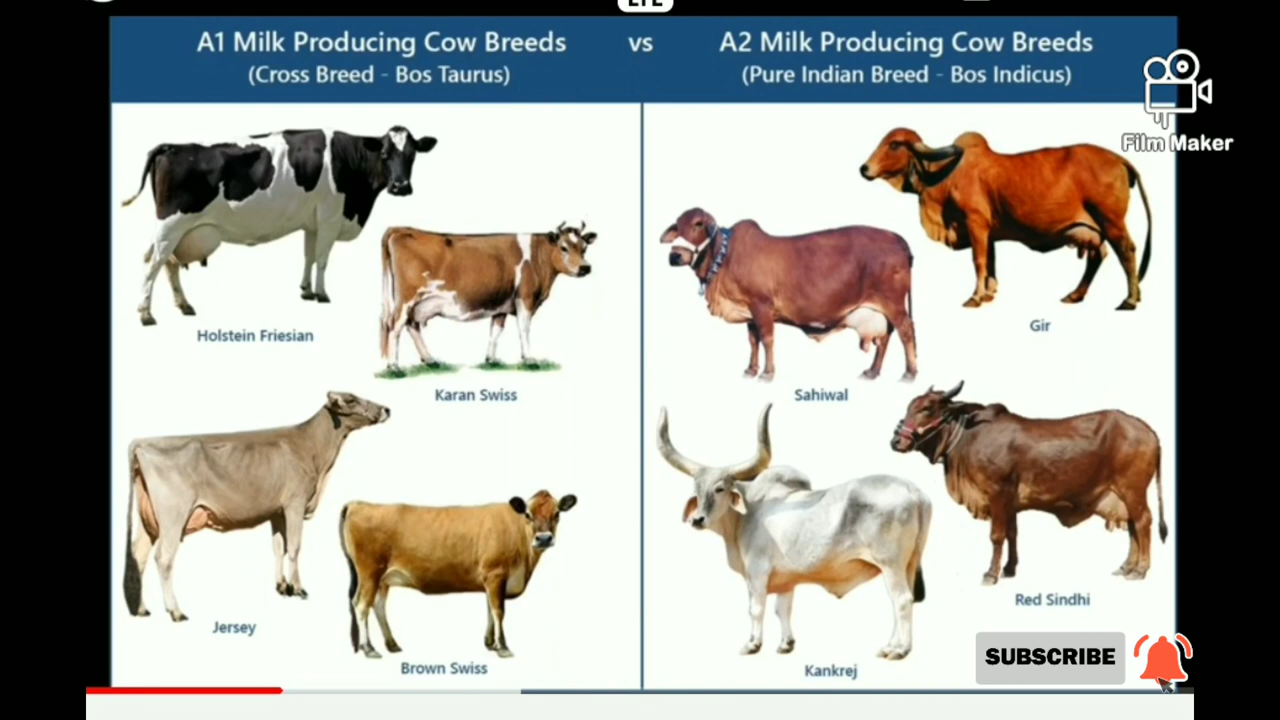 A1 Milk Producing Cow Breeds vs A2 Milk Producing Cow Breeds
(Cross Breed - Bos Taurus) (Pure Indian Breed - Bos Indicus)
Film Maker
Holstein Friesian
Karan Swiss
Jersey
Brown Swiss
Gir
Sahiwal
Red Sindhi
Kankrej
SUBSCRIBE